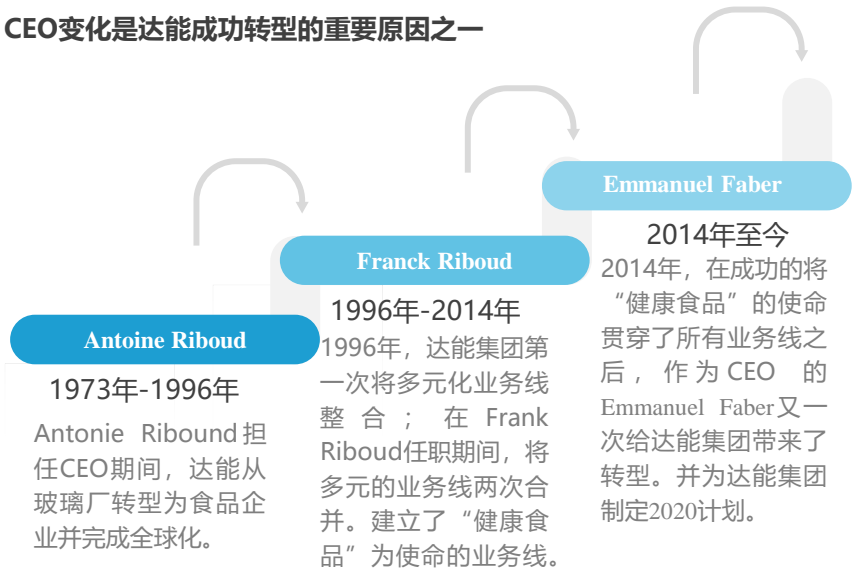 CEO变化是达能成功转型的重要原因之一
Antoine Riboud
1973年-1996年
Antonie Ribound担
任CEO期间，达能从
玻璃厂转型为食品企
业并完成全球化。
Franck Riboud
1996年-2014年
1996年，达能集团第
一次将多元化业务线
整合；在Frank
Riboud任职期间，将
多元的业务线两次合
并。建立了“健康食
品”为使命的业务线。
Emmanuel Faber
2014年至今
2014年，在成功的将
“健康食品”的使命
贯穿了所有业务线之
后，作为CEO 的
Emmanuel Faber又一
次给达能集团带来了
转型。并为达能集团
制定2020计划。